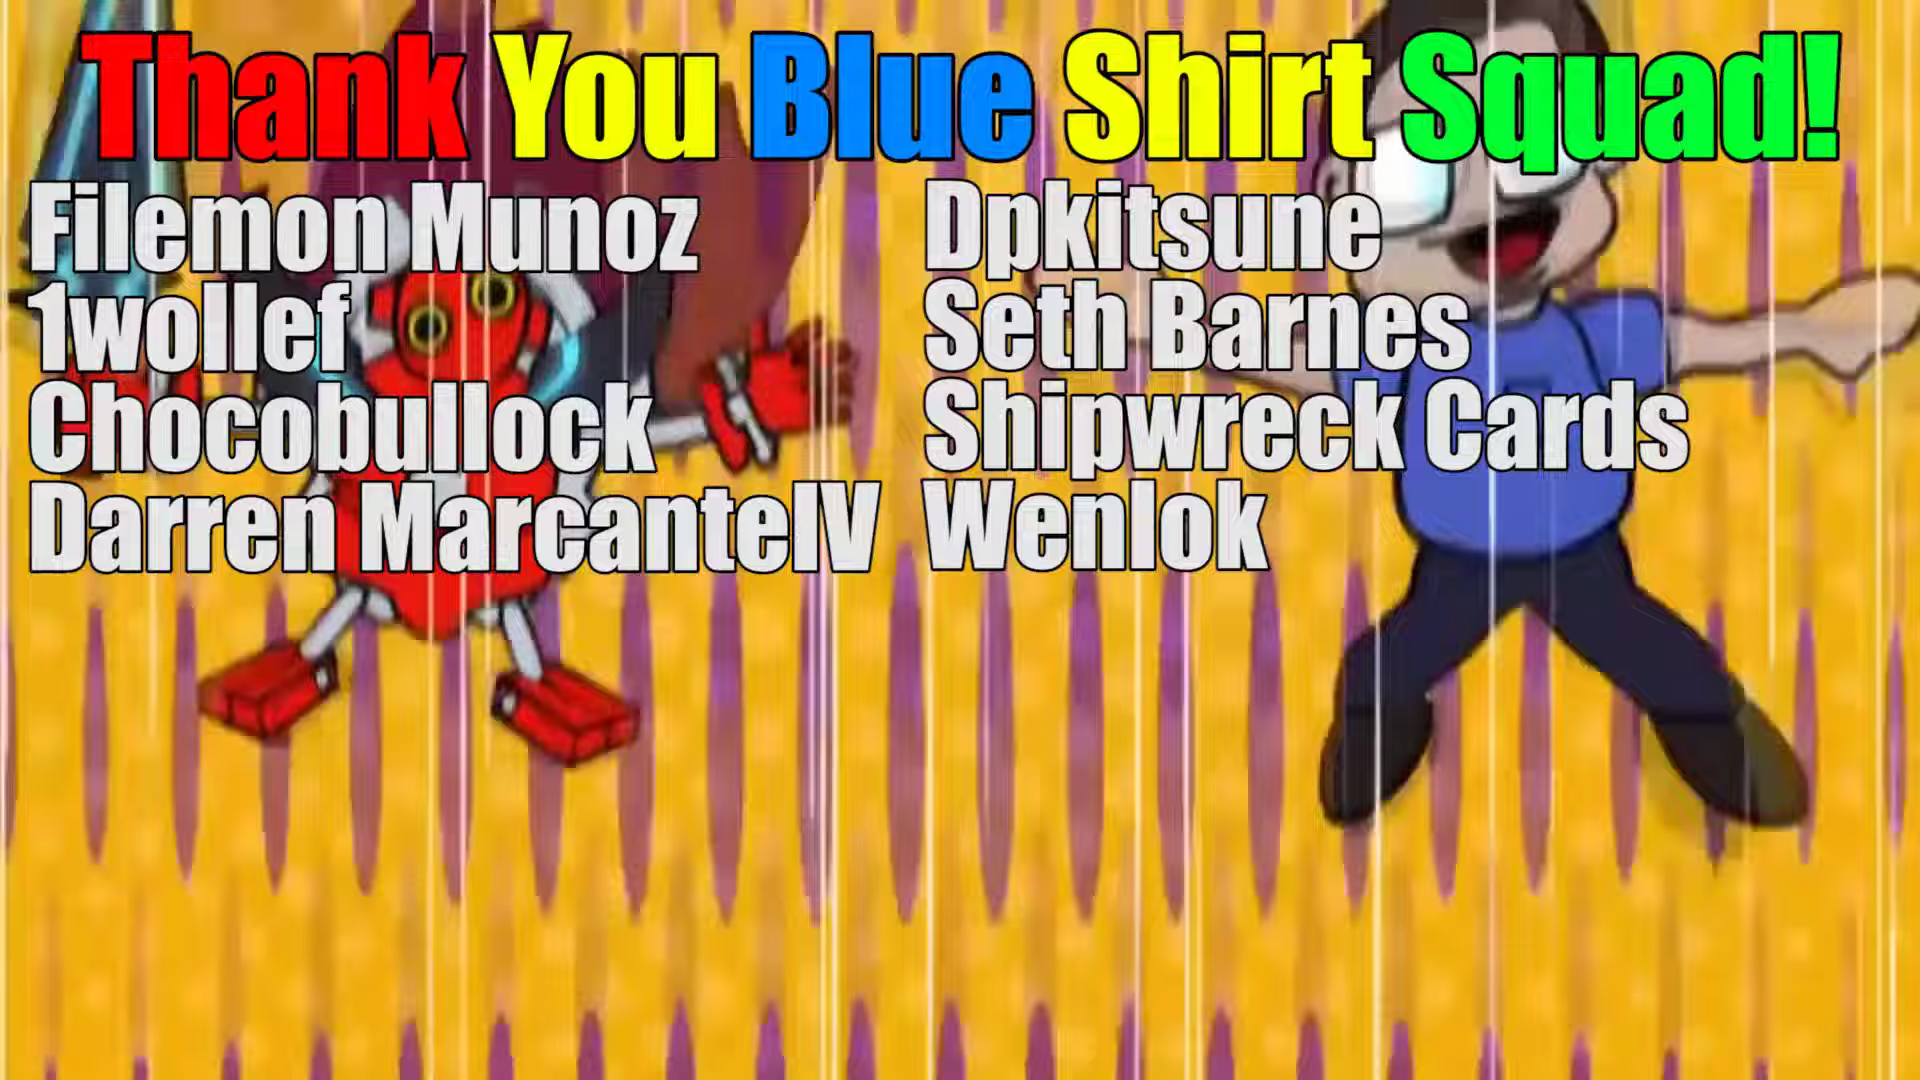 Thank You Blue Shirt Squad!
Filemon Munoz
1wollef
Chocobullock
Darren MarcanteIV
Dpkitsune
Seth Barnes
Shipwreck Cards
Wenlok